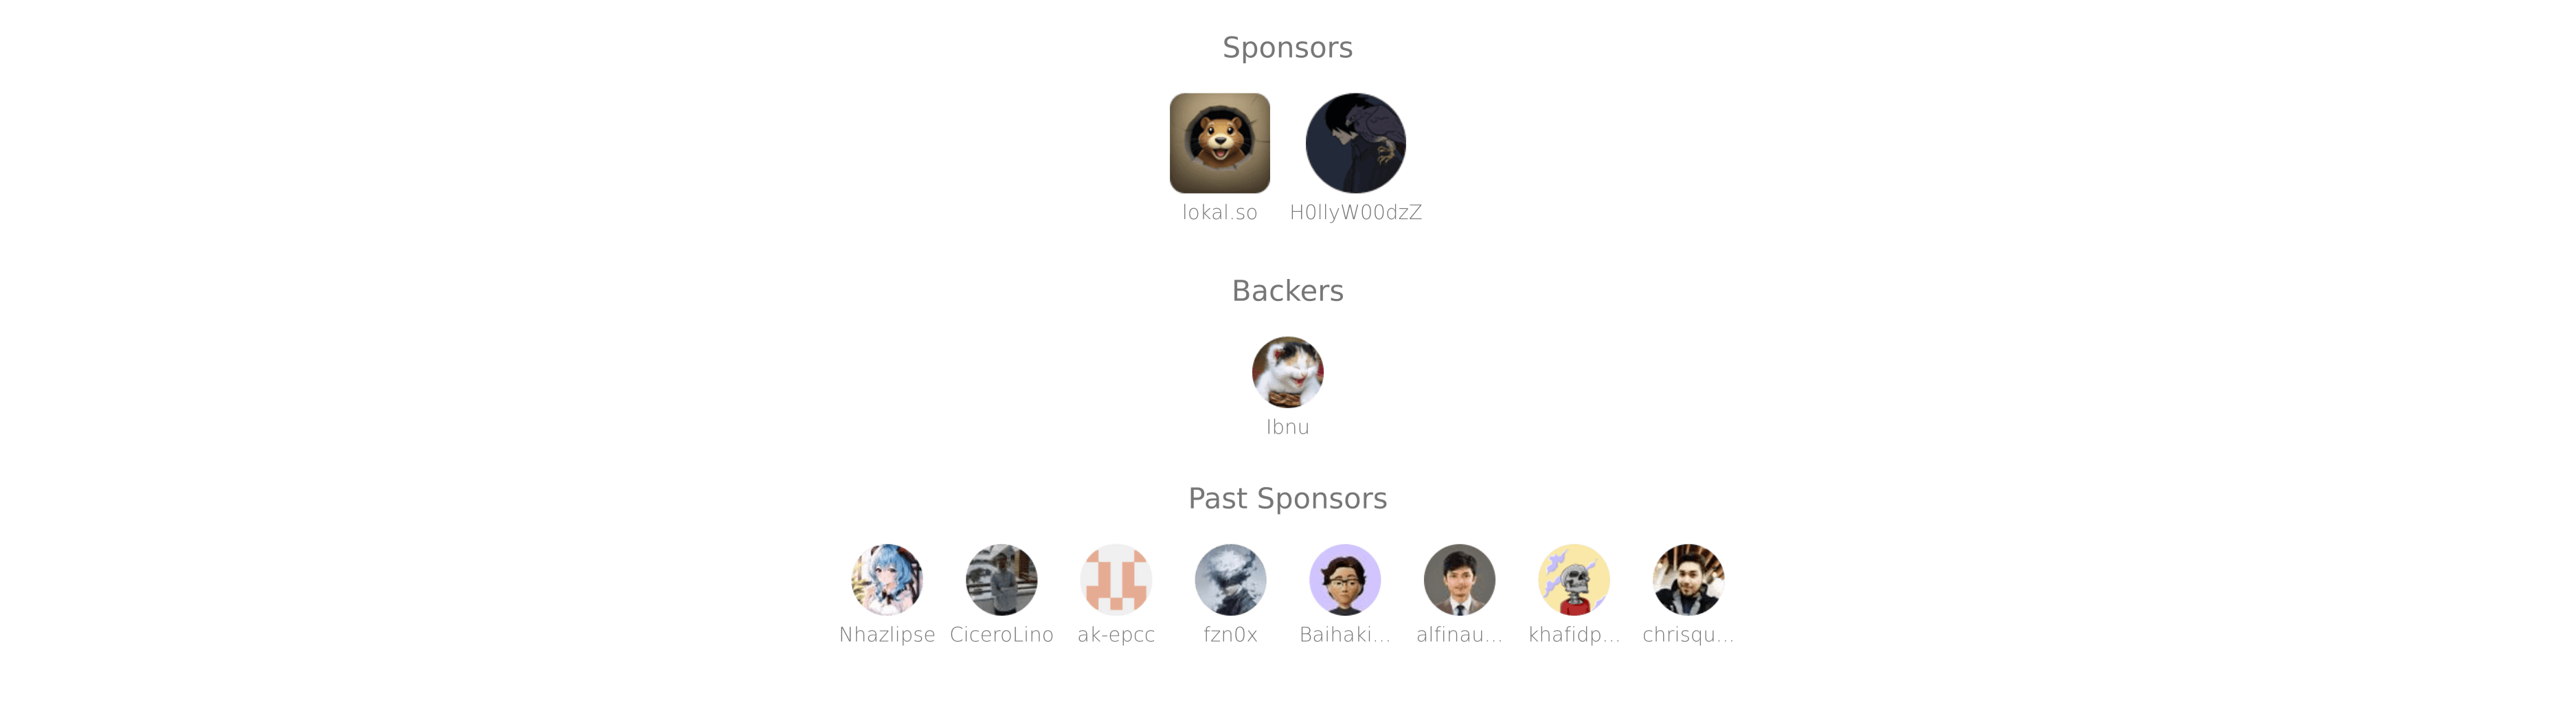 Sponsors
lokal.so H0llyW00dzZ
Backers
Ibnu
Past Sponsors
Nhazlipse CiceroLino ak-epcc fzn0x Baihaki... alfinau... khafidp... chrisqu...